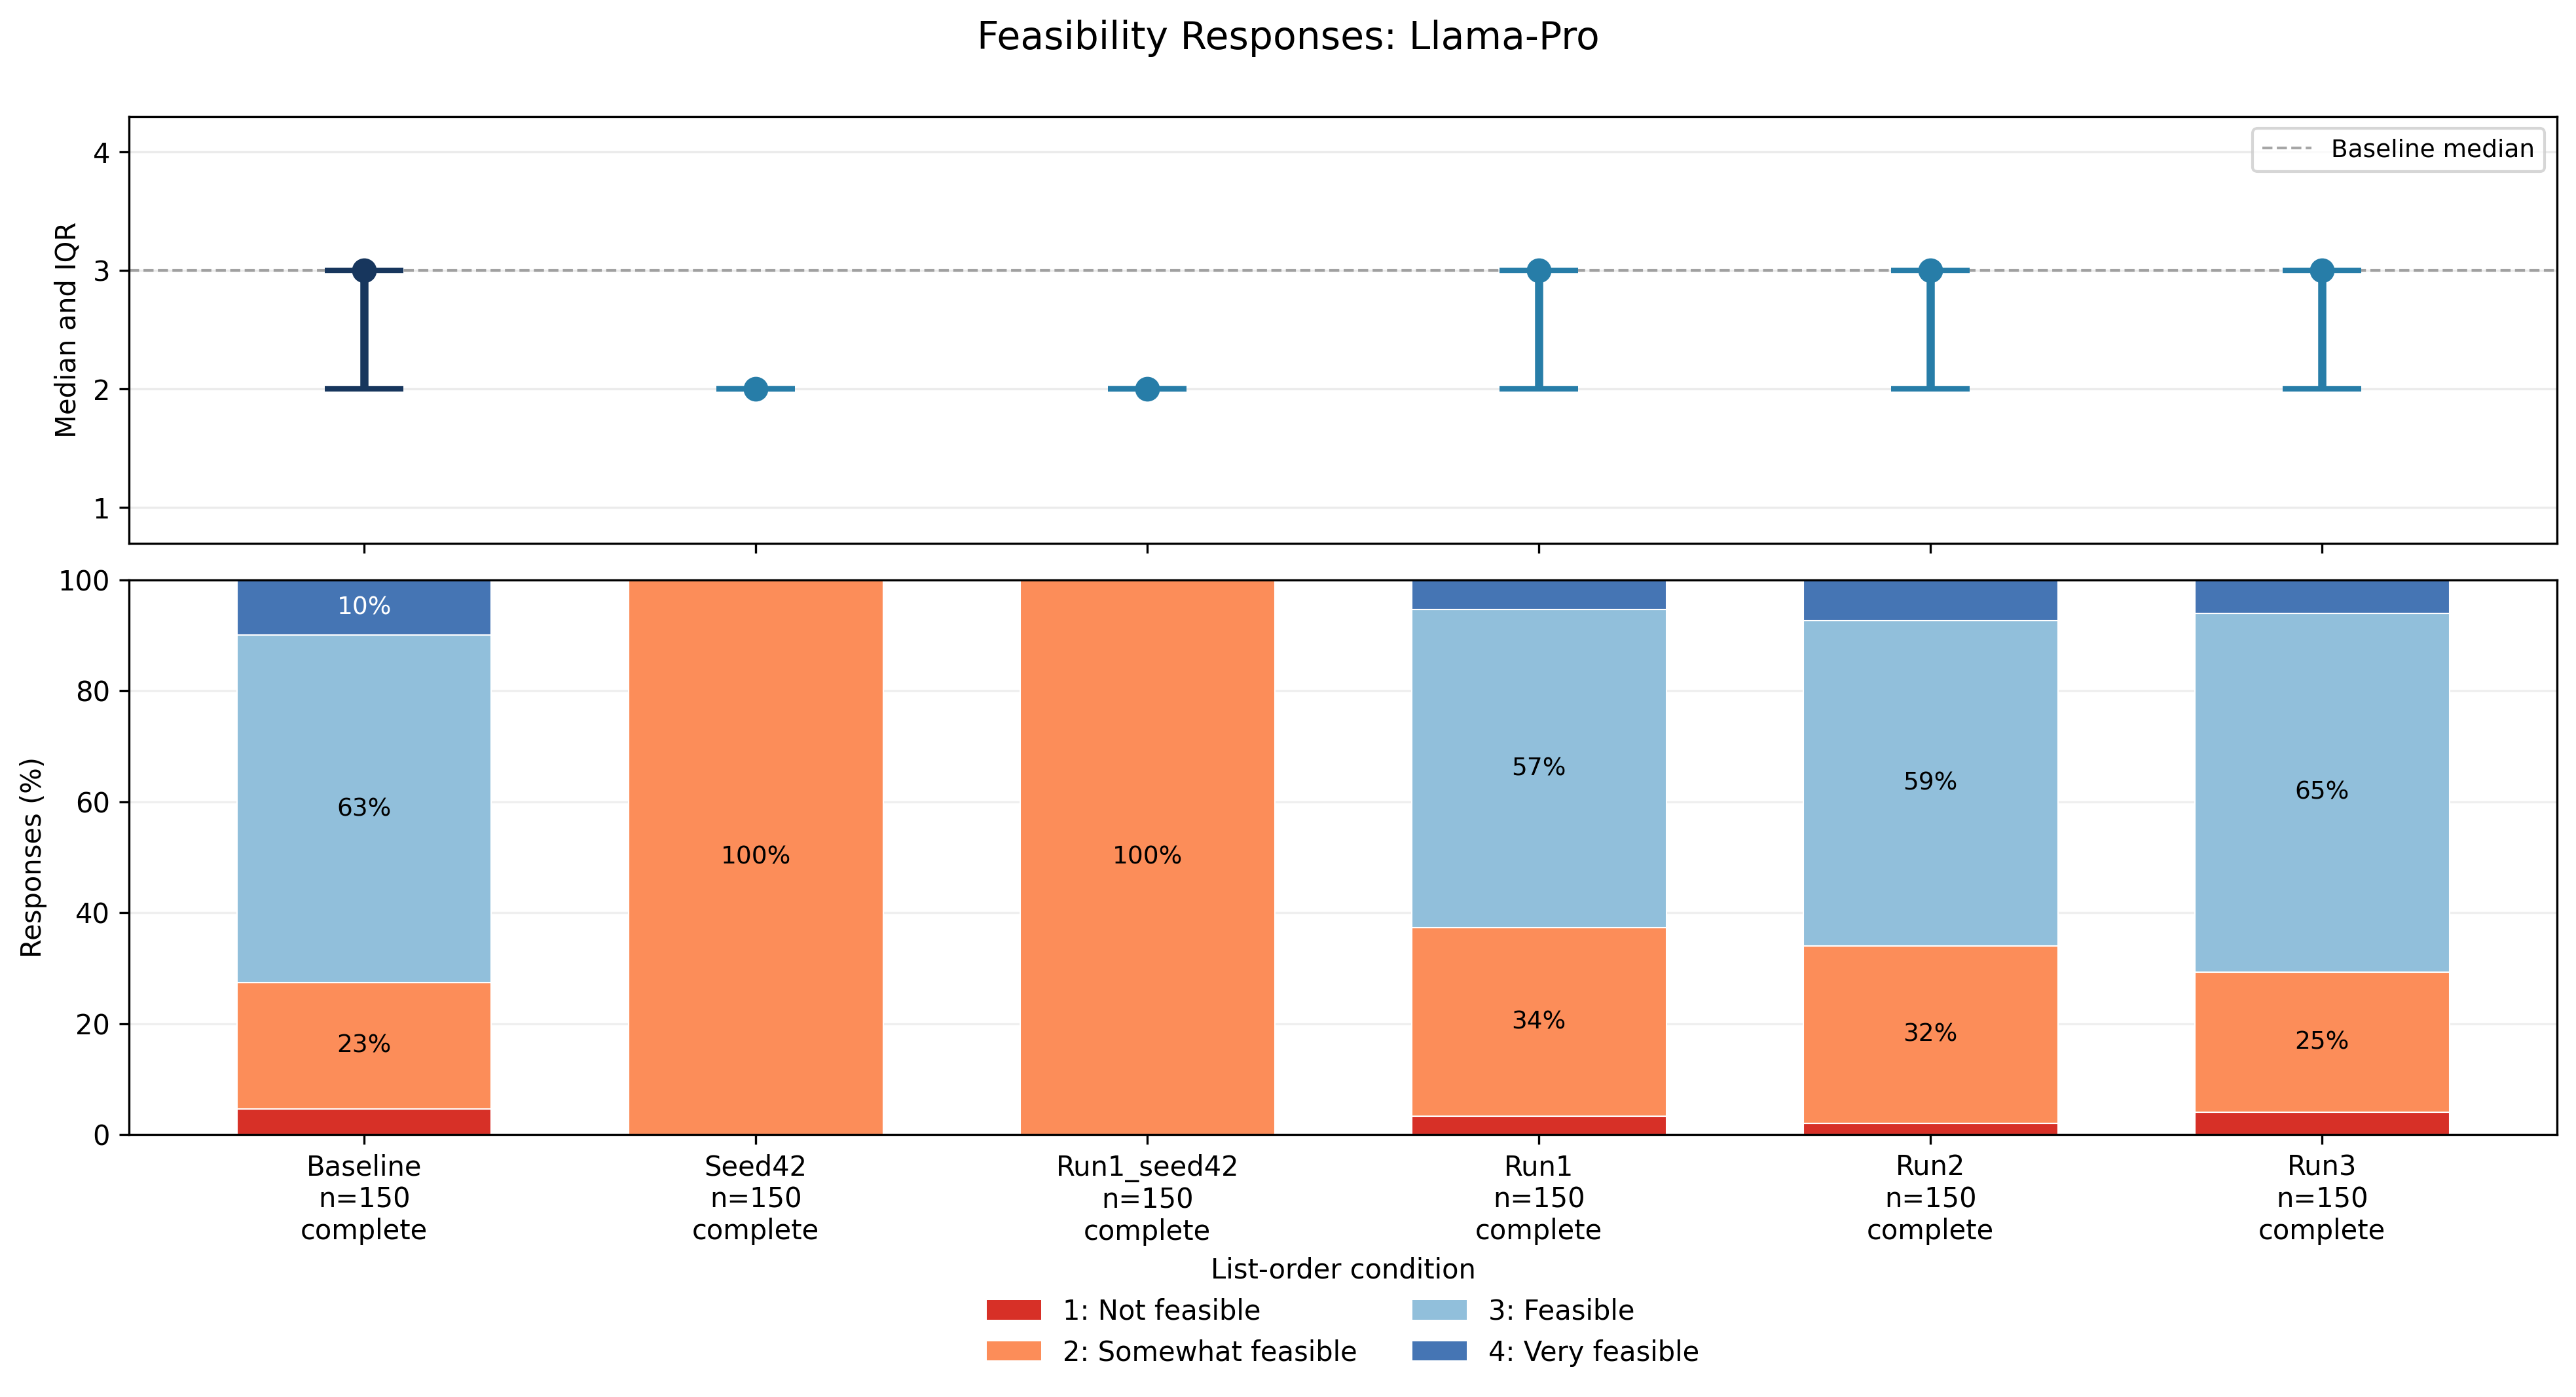 Feasibility Responses: Llama-Pro
Median and IQR
4
3
2
1
Baseline median
Responses (%)
100
80
60
40
20
0
10%
63%
23%
100%
100%
57%
34%
59%
32%
65%
25%
Baseline
n=150
complete
Seed42
n=150
complete
Run1_seed42
n=150
complete
Run1
n=150
complete
Run2
n=150
complete
Run3
n=150
complete
List-order condition
1: Not feasible
2: Somewhat feasible
3: Feasible
4: Very feasible